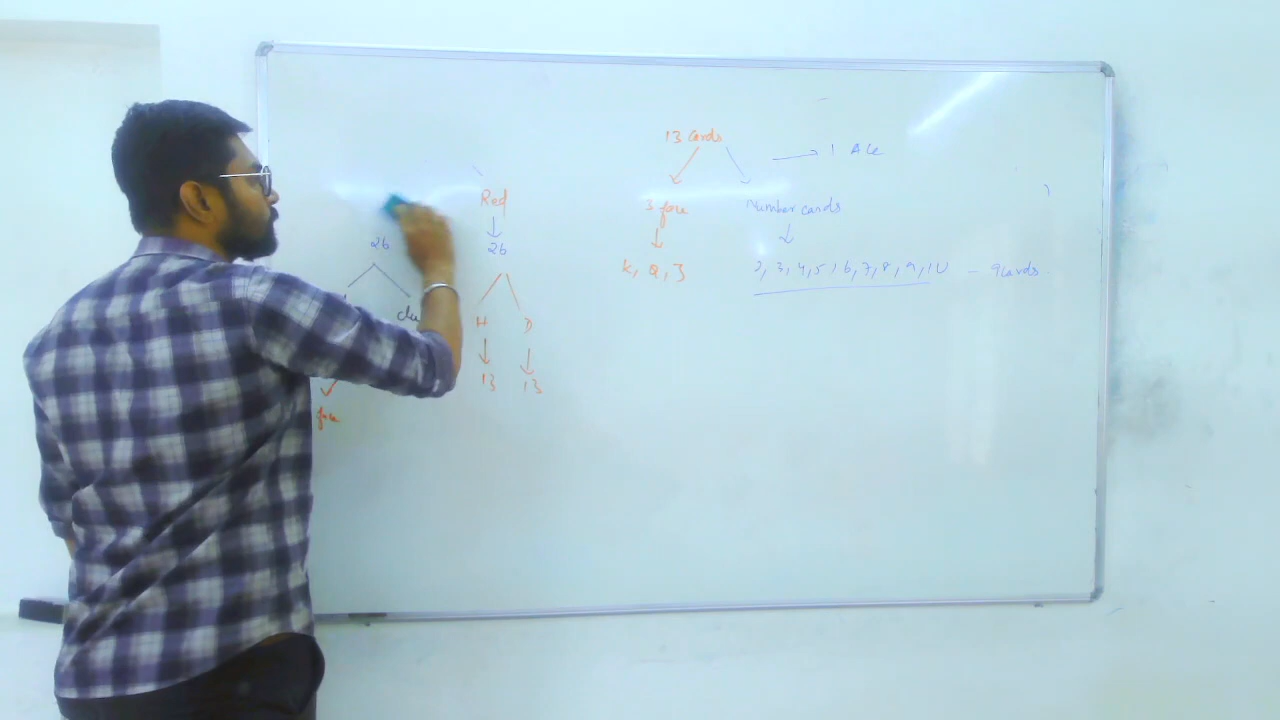 13 cards
1 Ace
Red
3 face
Number cards
26
26
K, Q, J
2, 3, 4, 5, 6, 7, 8, 9, 10 - 9 cards
H
D
13
13
face